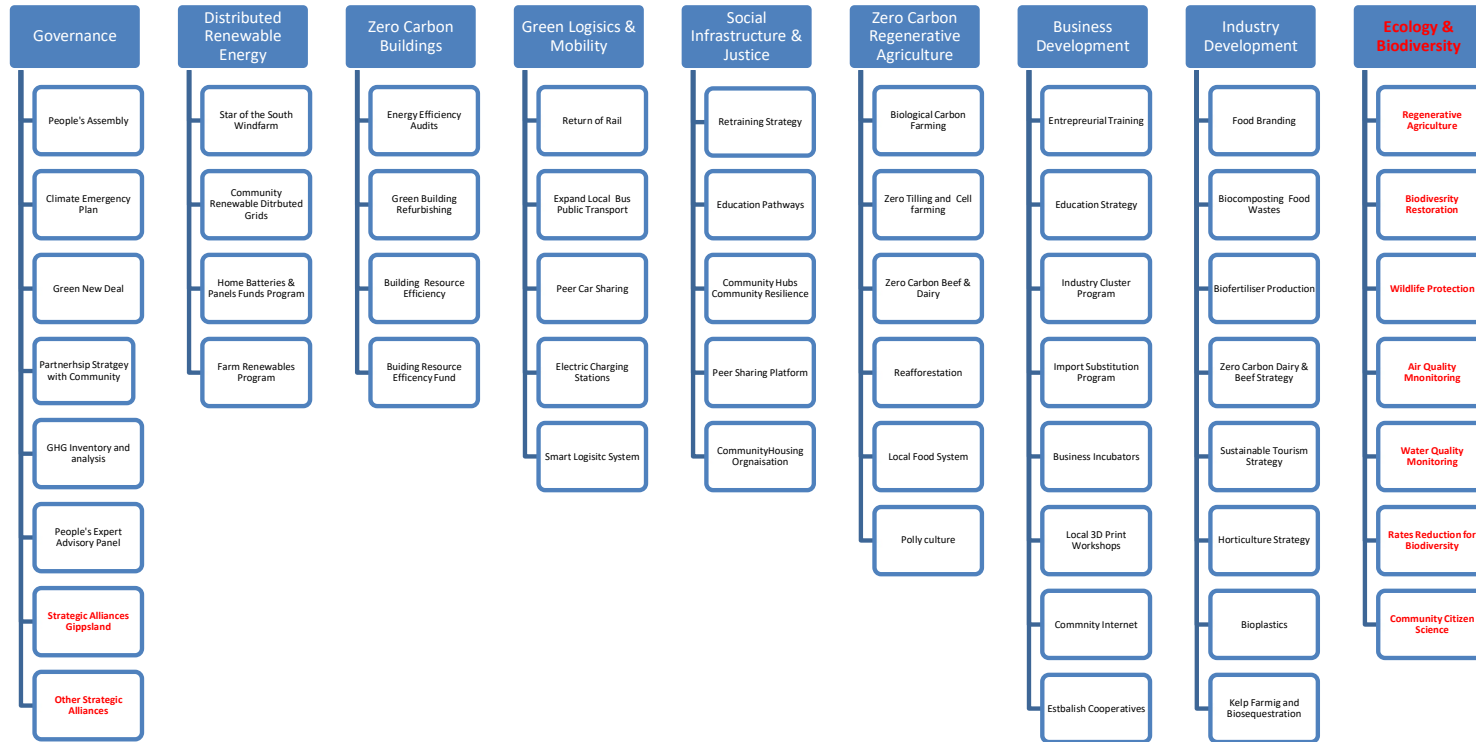 Governance
People's Assembly
Climate Emergency
Plan
Green New Deal
Partnerhsip Stratgey
with Community
GHG Inventory and
analysis
People's Expert
Advisory Panel
Strategic Alliances
Gippsland
Other Strategic
Alliances
Distributed
Renewable
Energy
Star of the South
Windfarm
Community
Renewable Ditrbuted
Grids
Home Batteries &
Panels Funds Program
Farm Renewables
Program
Zero Carbon
Buildings
Energy Efficiency
Audits
Green Building
Refurbishing
Building Resource
Efficiency
Buiding Resource
Efficency Fund
Green Logisics &
Mobility
Return of Rail
Expand Local Bus
Public Transport
Peer Car Sharing
Electric Charging
Stations
Smart Logisitc System
Social
Infrastructure &
Justice
Retraining Strategy
Education Pathways
Community Hubs
Community Resilience
Peer Sharing Platform
CommunityHousing
Orgnaisation
Zero Carbon
Regenerative
Agriculture
Biological Carbon
Farming
Zero Tilling and Cell
farming
Zero Carbon Beef &
Dairy
Reafforestation
Local Food System
Polly culture
Business
Development
Entrepreurial Training
Education Strategy
Industry Cluster
Program
Import Substitution
Program
Business Incubators
Local 3D Print
Workshops
Commnity Internet
Estbalish Cooperatives
Industry
Development
Food Branding
Biocomposting Food
Wastes
Biofertiliser Production
Zero Carbon Dairy &
Beef Strategy
Sustainable Tourism
Strategy
Horticulture Strategy
Bioplastics
Kelp Farmig and
Biosequestration
Ecology &
Biodiversity
Regenerative
Agriculture
Biodivesrity
Restoration
Wildlife Protection
Air Quality
Mnonitoring
Water Quality
Monitoring
Rates Reduction for
Biodiversity
Community Citizen
Science